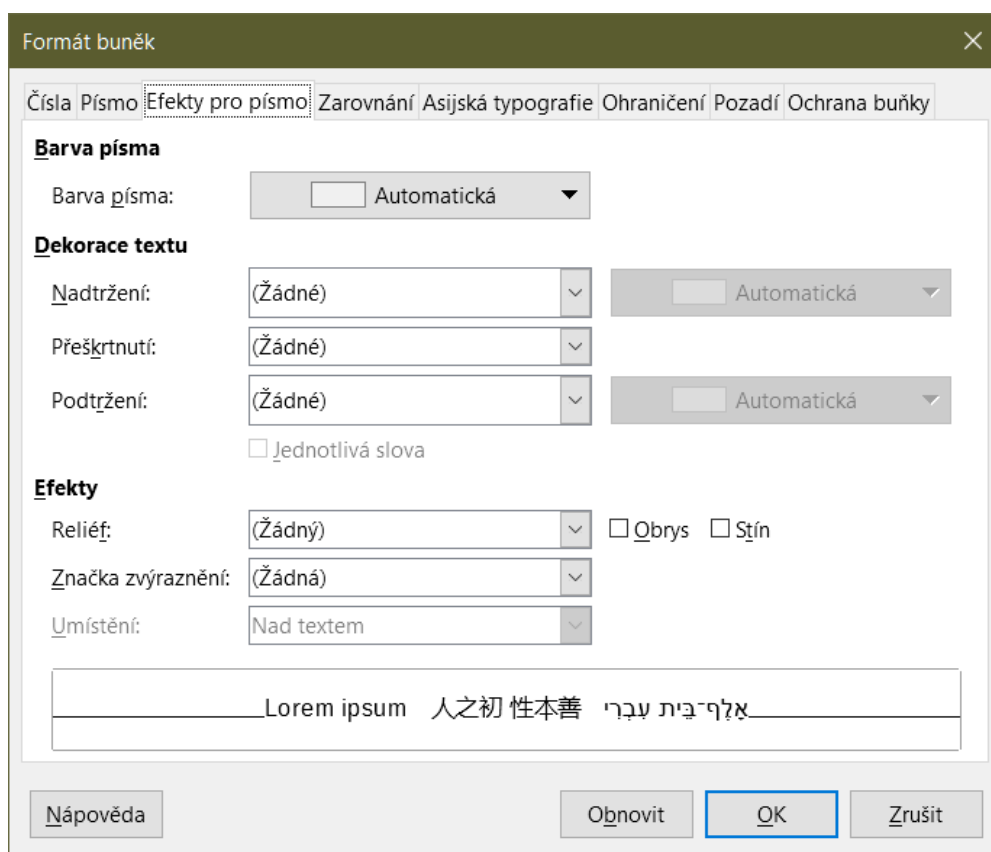 Formát buněk
Čísla Písmo Efekty pro písmo Zarovnání Asijská typografie Ohraničení Pozadí Ochrana buňky
Barva písma
Barva písma: Automatická
Dekorace textu
Nadtržení: (Žádné) Automatická
Přeškrtnutí: (Žádné)
Podtržení: (Žádné) Automatická
Jednotlivá slova
Efekty
Reliéf: (Žádný) Obrys Stín
Značka zvýraznění: (Žádná)
Umístění: Nad textem
Lorem ipsum 人之初 性本善 אָלֶף־בֵּית עִבְרִי
Nápověda Obnovit OK Zrušit